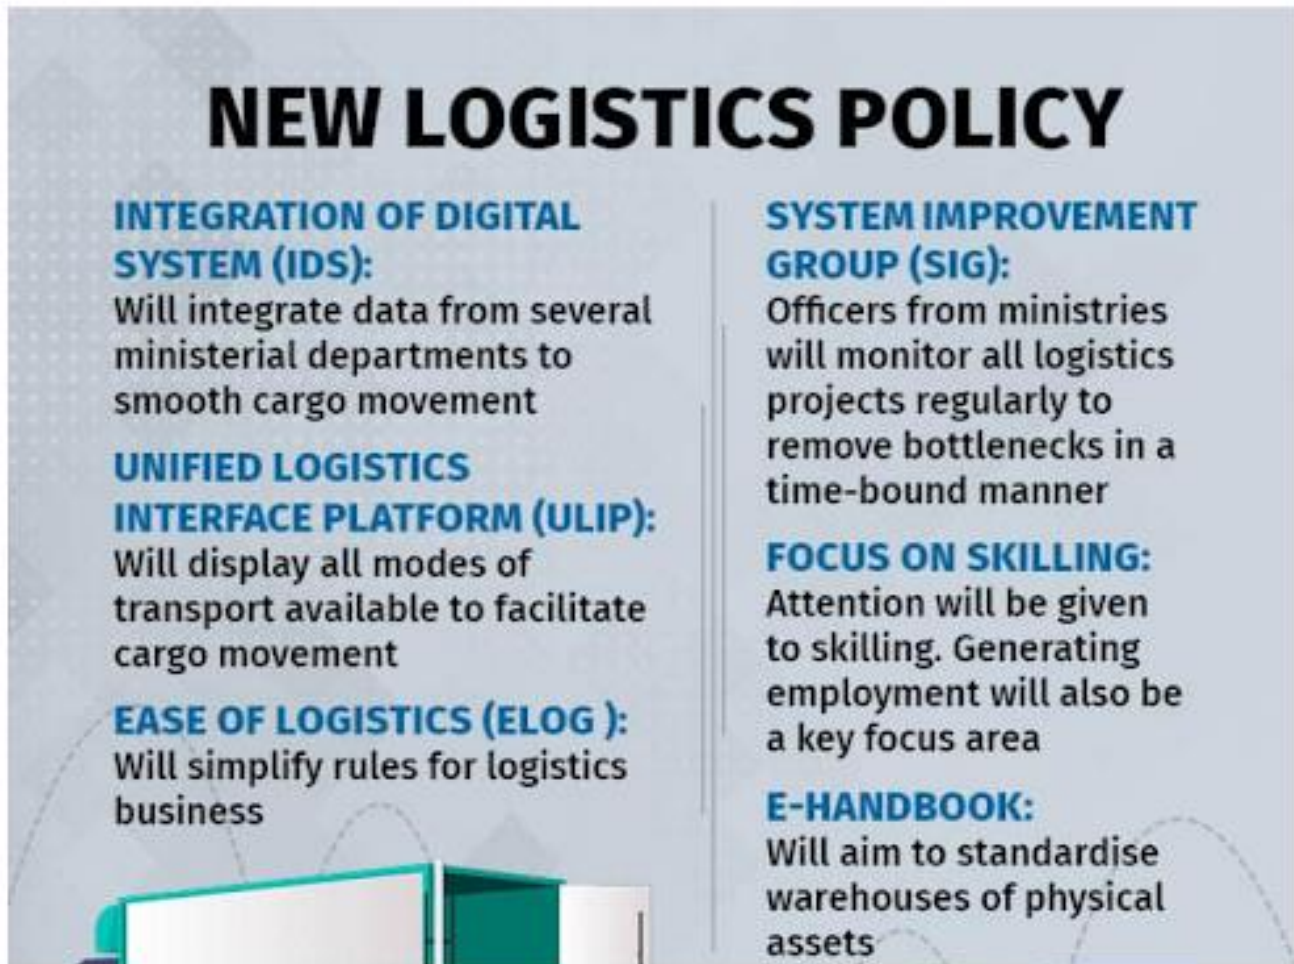 NEW LOGISTICS POLICY
INTEGRATION OF DIGITAL
SYSTEM (IDS):
Will integrate data from several
ministerial departments to
smooth cargo movement
UNIFIED LOGISTICS
INTERFACE PLATFORM (ULIP):
Will display all modes of
transport available to facilitate
cargo movement
EASE OF LOGISTICS (ELOG ):
Will simplify rules for logistics
business
SYSTEM IMPROVEMENT
GROUP (SIG):
Officers from ministries
will monitor all logistics
projects regularly to
remove bottlenecks in a
time-bound manner
FOCUS ON SKILLING:
Attention will be given
to skilling. Generating
employment will also be
a key focus area
E-HANDBOOK:
Will aim to standardise
warehouses of physical
assets